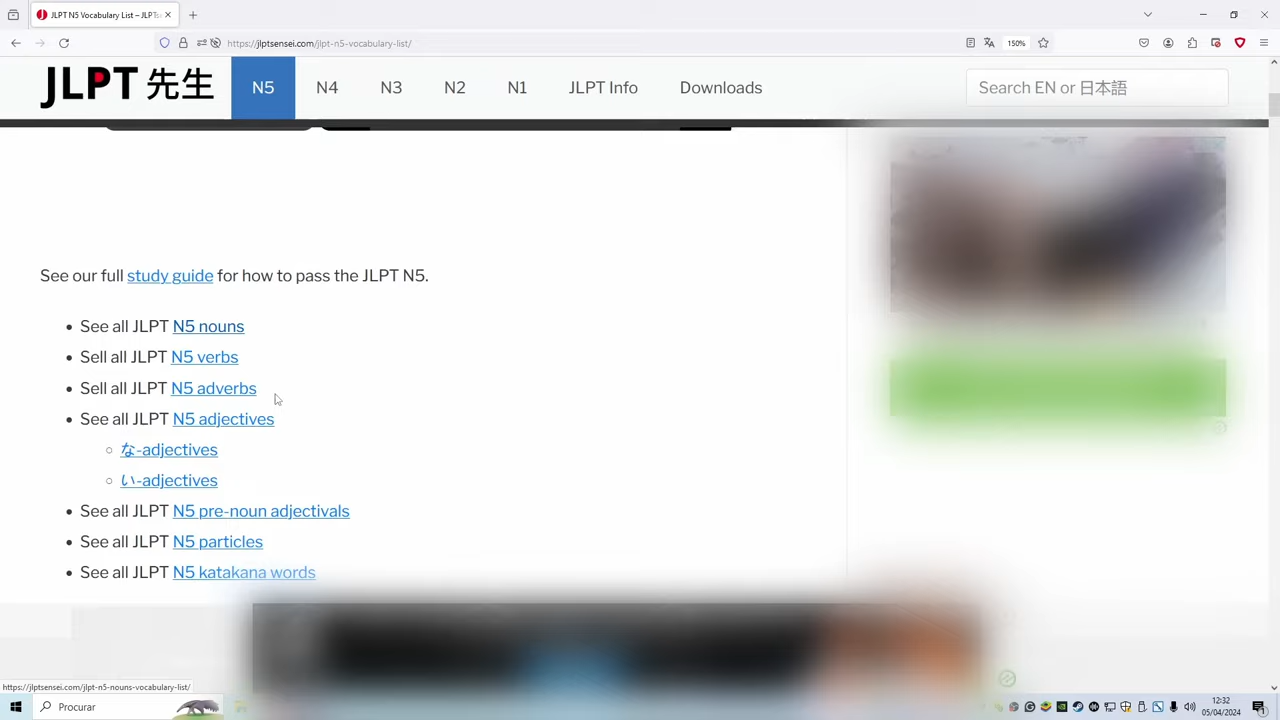 JLPT N5 Vocabulary List – JLPTs
https://jlptsensei.com/jlpt-n5-vocabulary-list/
150%
JLPT 先生
N5
N4
N3
N2
N1
JLPT Info
Downloads
Search EN or 日本語
See our full study guide for how to pass the JLPT N5.
See all JLPT N5 nouns
Sell all JLPT N5 verbs
Sell all JLPT N5 adverbs
See all JLPT N5 adjectives
な-adjectives
い-adjectives
See all JLPT N5 pre-noun adjectivals
See all JLPT N5 particles
See all JLPT N5 katakana words
https://jlptsensei.com/jlpt-n5-nouns-vocabulary-list/
Procurar
12:32
05/04/2024